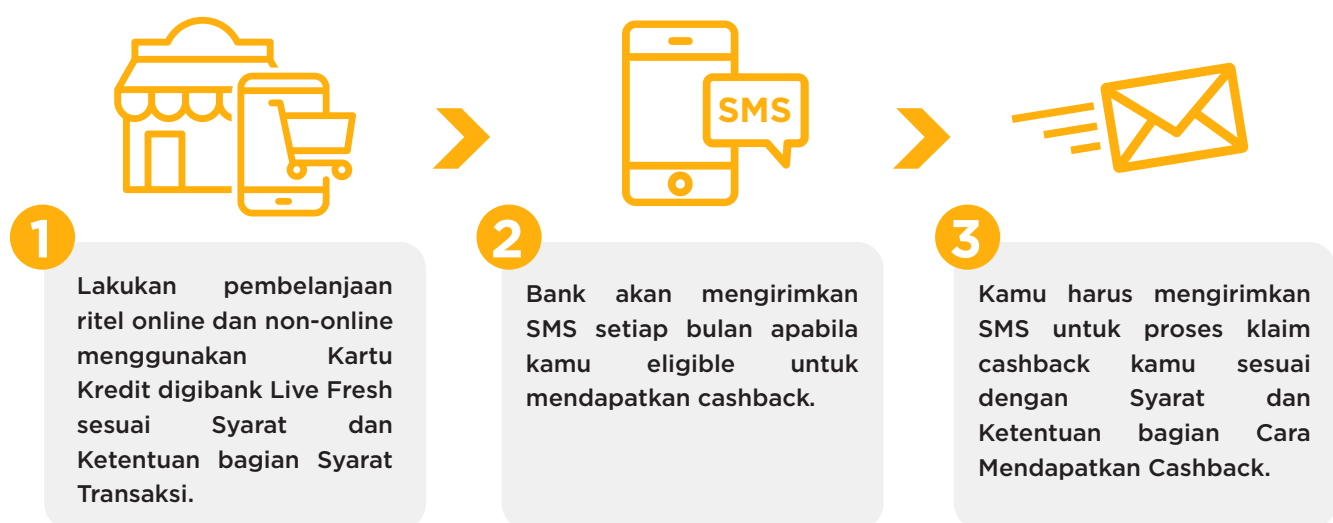 SMS
1
Lakukan pembelanjaan
ritel online dan non-online
menggunakan Kartu
Kredit digibank Live Fresh
sesuai Syarat dan
Ketentuan bagian Syarat
Transaksi.
2
Bank akan mengirimkan
SMS setiap bulan apabila
kamu eligible untuk
mendapatkan cashback.
3
Kamu harus mengirimkan
SMS untuk proses klaim
cashback kamu sesuai
dengan Syarat dan
Ketentuan bagian Cara
Mendapatkan Cashback.